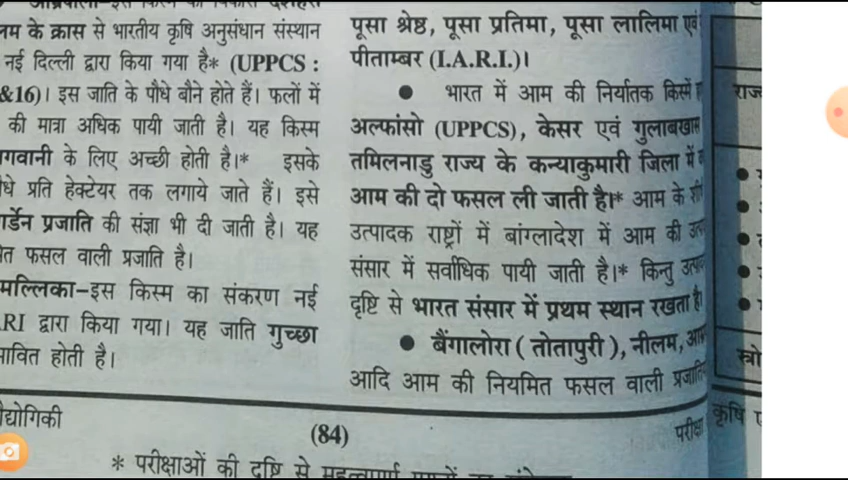 नम के क्रास से भारतीय कृषि अनुसंधान संस्थान
नई दिल्ली द्वारा किया गया है* (UPPCS :
&16)। इस जाति के पौधे बौने होते हैं। फलों में
की मात्रा अधिक पायी जाती है। यह किस्म
गवानी के लिए अच्छी होती है।* इसके
धे प्रति हेक्टेयर तक लगाये जाते हैं। इसे
गार्डेन प्रजाति की संज्ञा भी दी जाती है। यह
त फसल वाली प्रजाति है।
मल्लिका–इस किस्म का संकरण नई
RI द्वारा किया गया। यह जाति गुच्छा
भावित होती है।
पूसा श्रेष्ठ, पूसा प्रतिमा, पूसा लालिमा एवं
पीताम्बर (I.A.R.I.)।
● भारत में आम की निर्यातक किस्में
अल्फांसो (UPPCS), केसर एवं गुलाबखास
तमिलनाडु राज्य के कन्याकुमारी जिला में
आम की दो फसल ली जाती है।* आम के
उत्पादक राष्ट्रों में बांग्लादेश में आम की
संसार में सर्वाधिक पायी जाती है।* किन्तु
दृष्टि से भारत संसार में प्रथम स्थान रखता है।
● बैंगालोरा ( तोतापुरी ), नीलम,
आदि आम की नियमित फसल वाली
राज्
स्रो
द्योगिकी
(84)
परीक्षा
कृषि
* परीक्षाओं की दृष्टि से